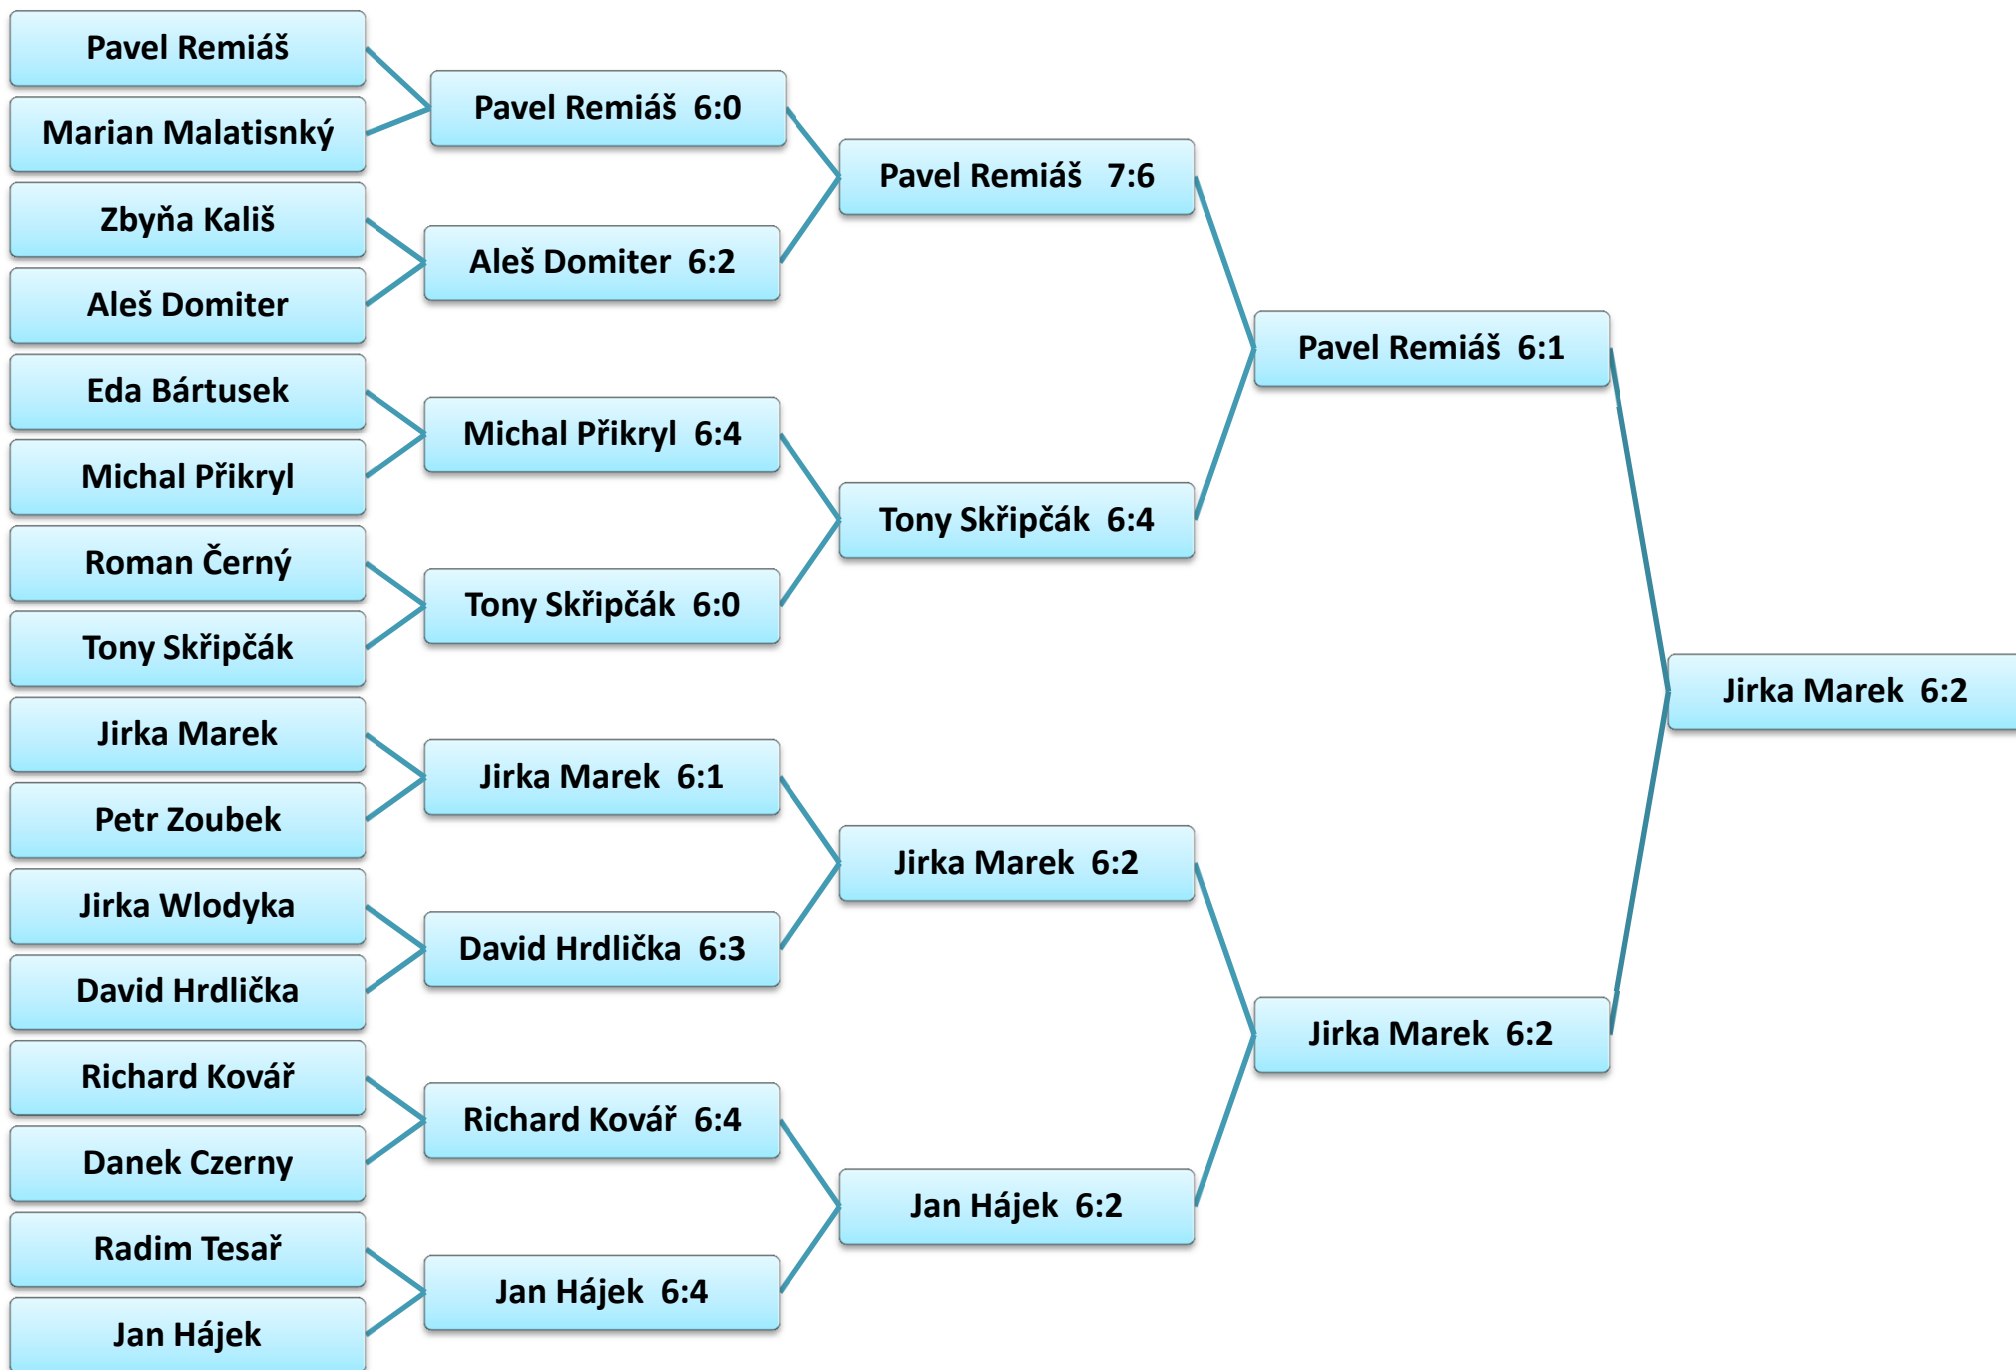 Pavel Remiáš
Marian Malatisnký
Zbyňa Kališ
Aleš Domiter
Eda Bártusek
Michal Přikryl
Roman Černý
Tony Skřipčák
Jirka Marek
Petr Zoubek
Jirka Wlodyka
David Hrdlička
Richard Kovář
Danek Czerny
Radim Tesař
Jan Hájek
Pavel Remiáš 6:0
Aleš Domiter 6:2
Michal Přikryl 6:4
Tony Skřipčák 6:0
Jirka Marek 6:1
David Hrdlička 6:3
Richard Kovář 6:4
Jan Hájek 6:4
Pavel Remiáš 7:6
Tony Skřipčák 6:4
Jirka Marek 6:2
Jan Hájek 6:2
Pavel Remiáš 6:1
Jirka Marek 6:2
Jirka Marek 6:2